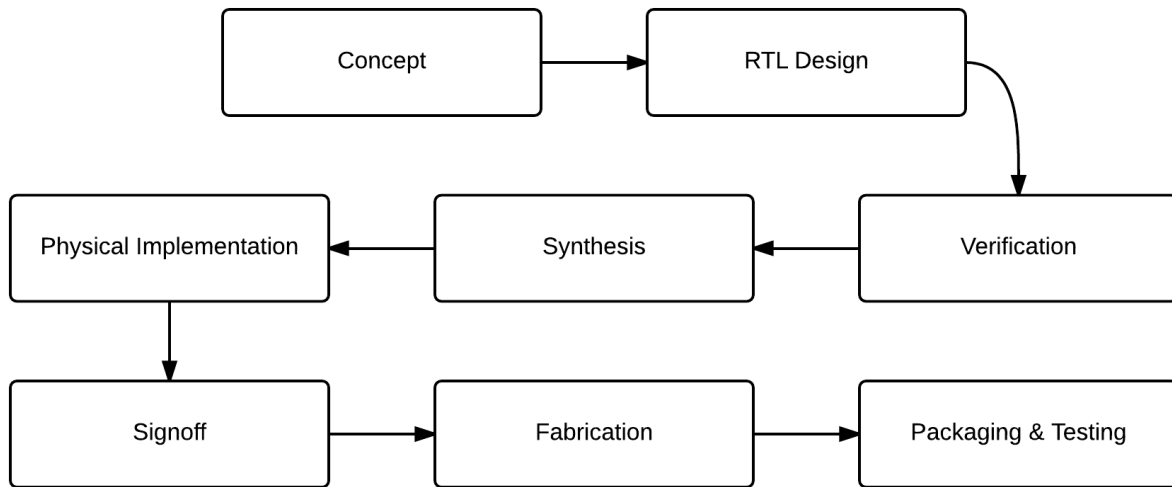 Concept
RTL Design
Verification
Synthesis
Physical Implementation
Signoff
Fabrication
Packaging & Testing